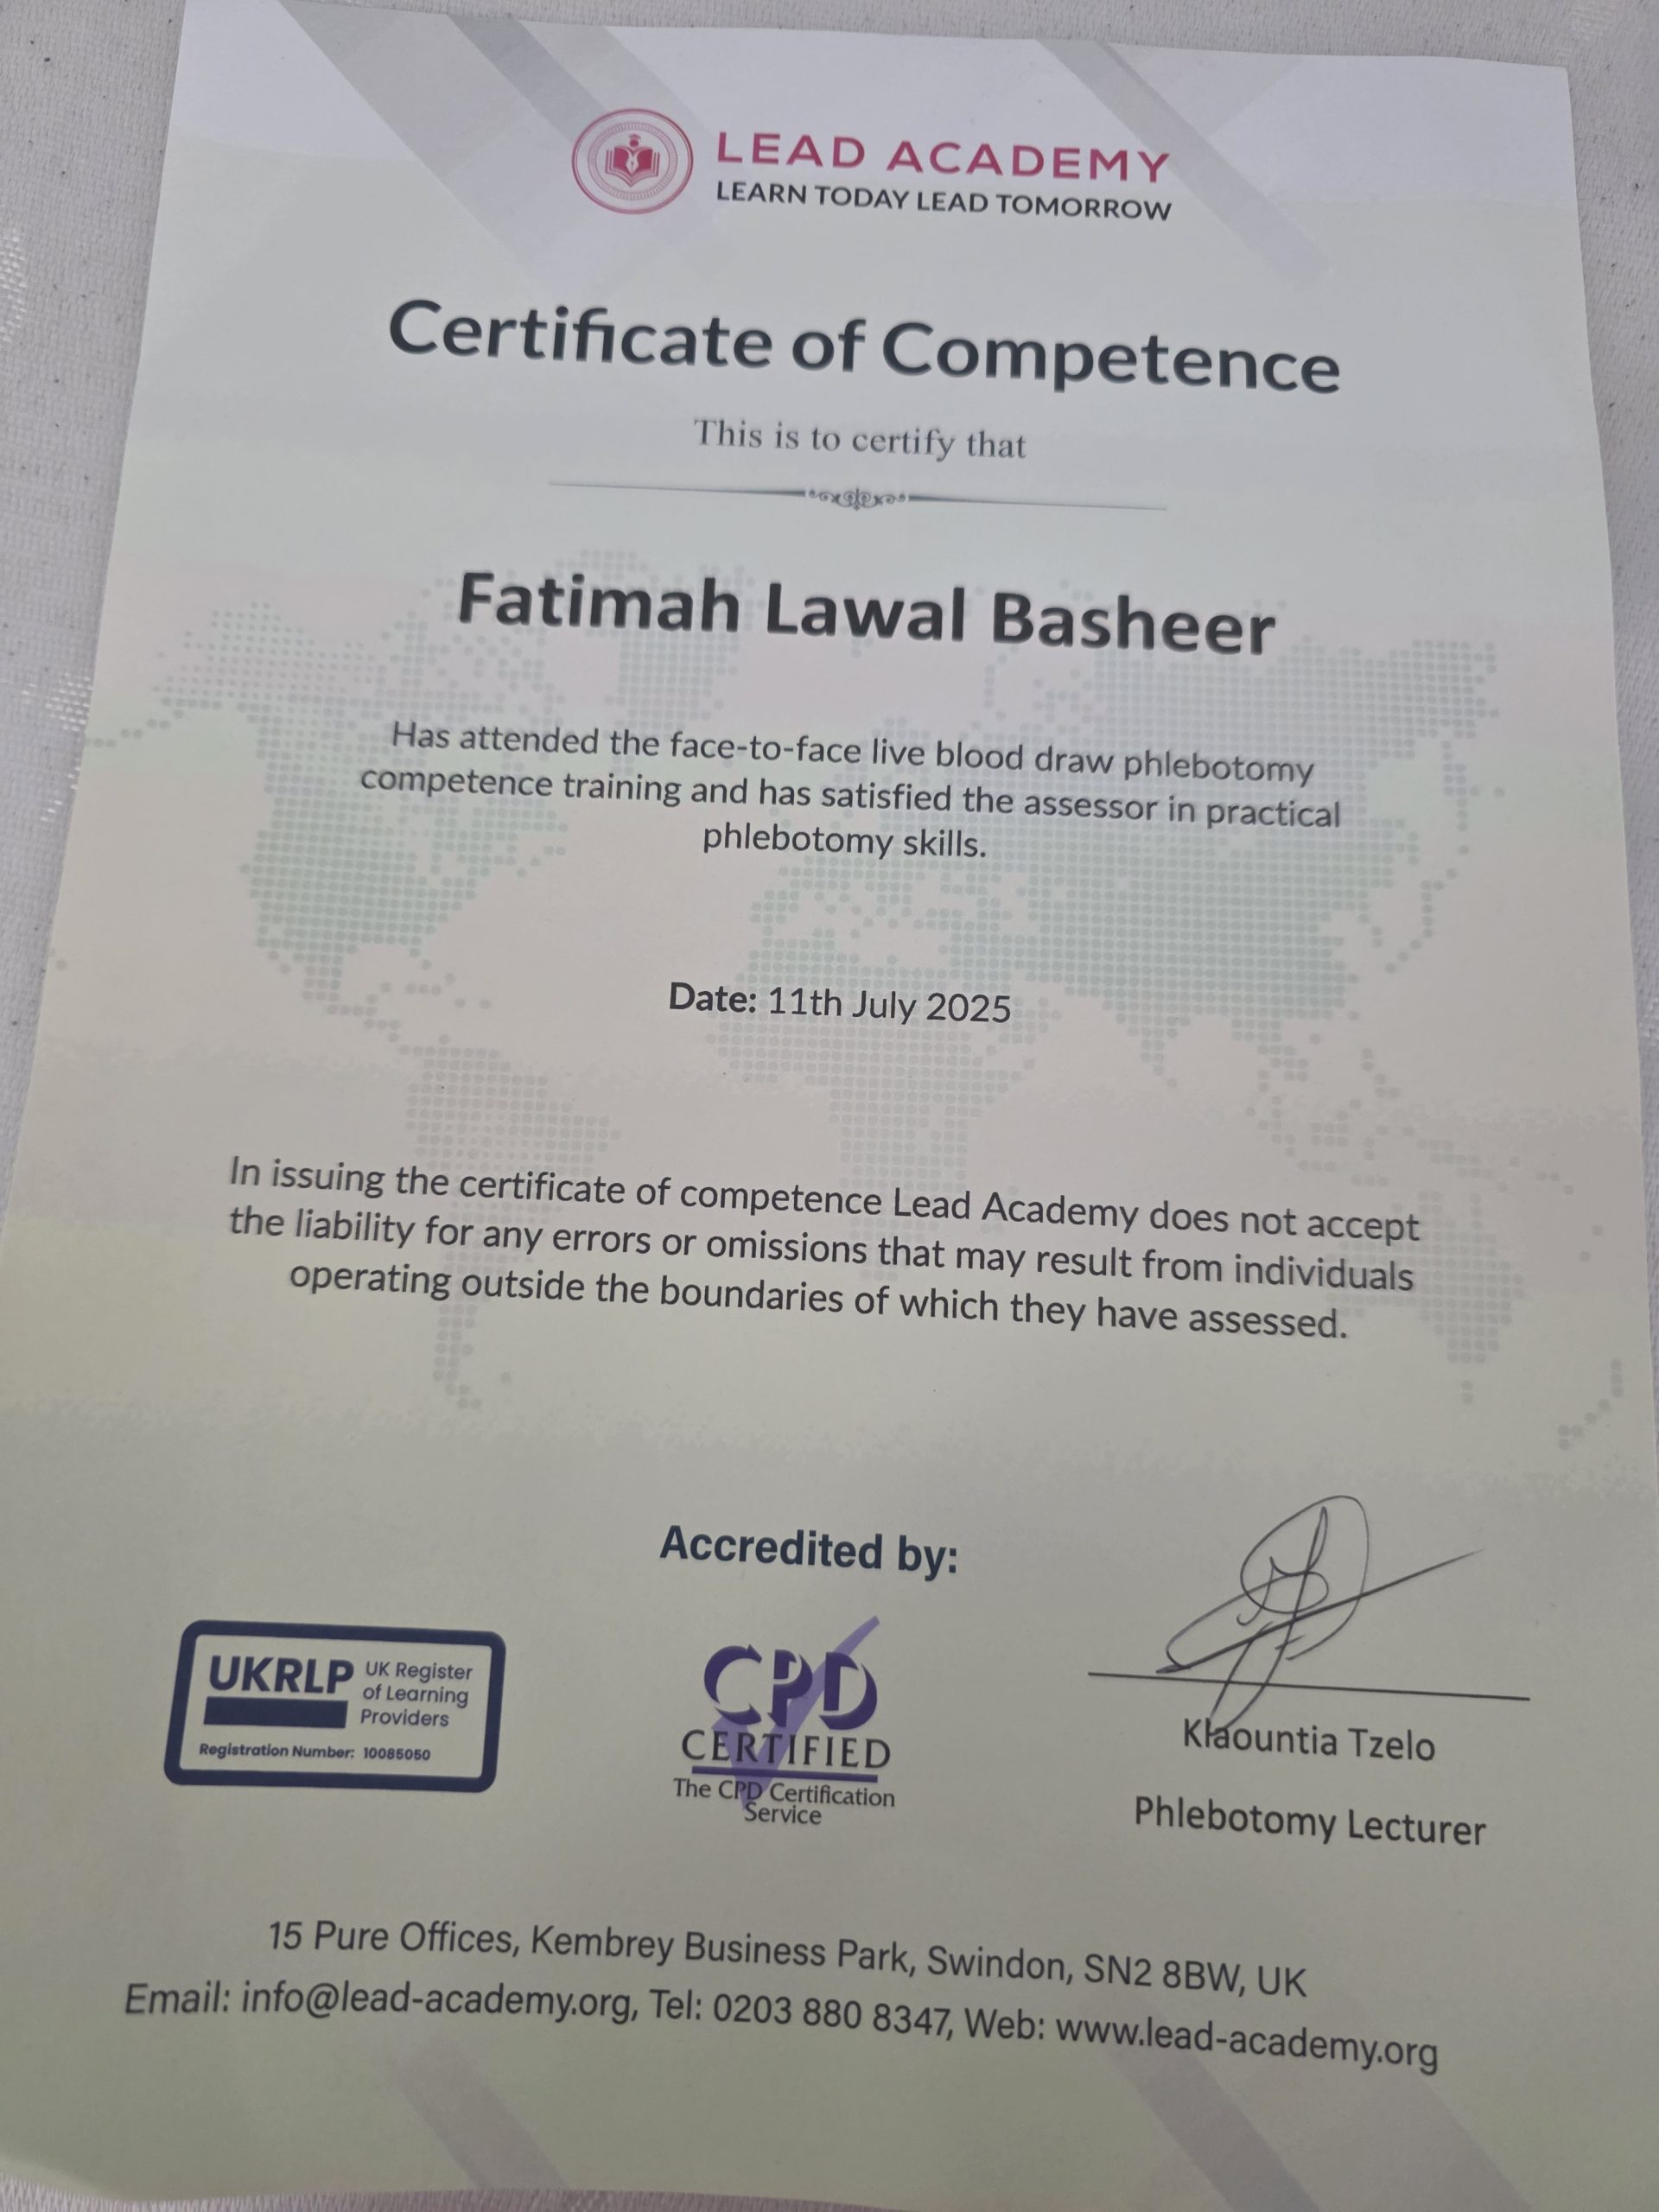 LEAD ACADEMY
LEARN TODAY LEAD TOMORROW
Certificate of Competence
This is to certify that
Fatimah Lawal Basheer
Has attended the face-to-face live blood draw phlebotomy
competence training and has satisfied the assessor in practical
phlebotomy skills.
Date: 11th July 2025
In issuing the certificate of competence Lead Academy does not accept
the liability for any errors or omissions that may result from individuals
operating outside the boundaries of which they have assessed.
Accredited by:
UKRLP
UK Register
of Learning
Providers
Registration Number: 10085050
CPD
CERTIFIED
The CPD Certification
Service
Klaountia Tzelo
Phlebotomy Lecturer
15 Pure Offices, Kembrey Business Park, Swindon, SN2 8BW, UK
Email: info@lead-academy.org, Tel: 0203 880 8347, Web: www.lead-academy.org